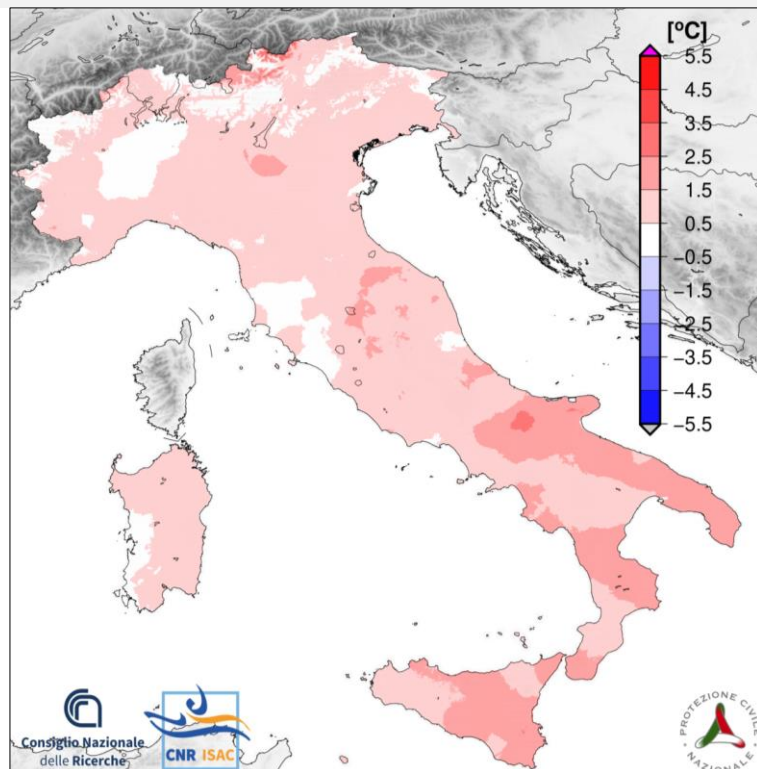 [°C]
5.5
4.5
3.5
2.5
1.5
0.5
−0.5
−1.5
−2.5
−3.5
−4.5
−5.5
Consiglio Nazionale
delle Ricerche
CNR ISAC
PROTEZIONE CIVILE
NAZIONALE